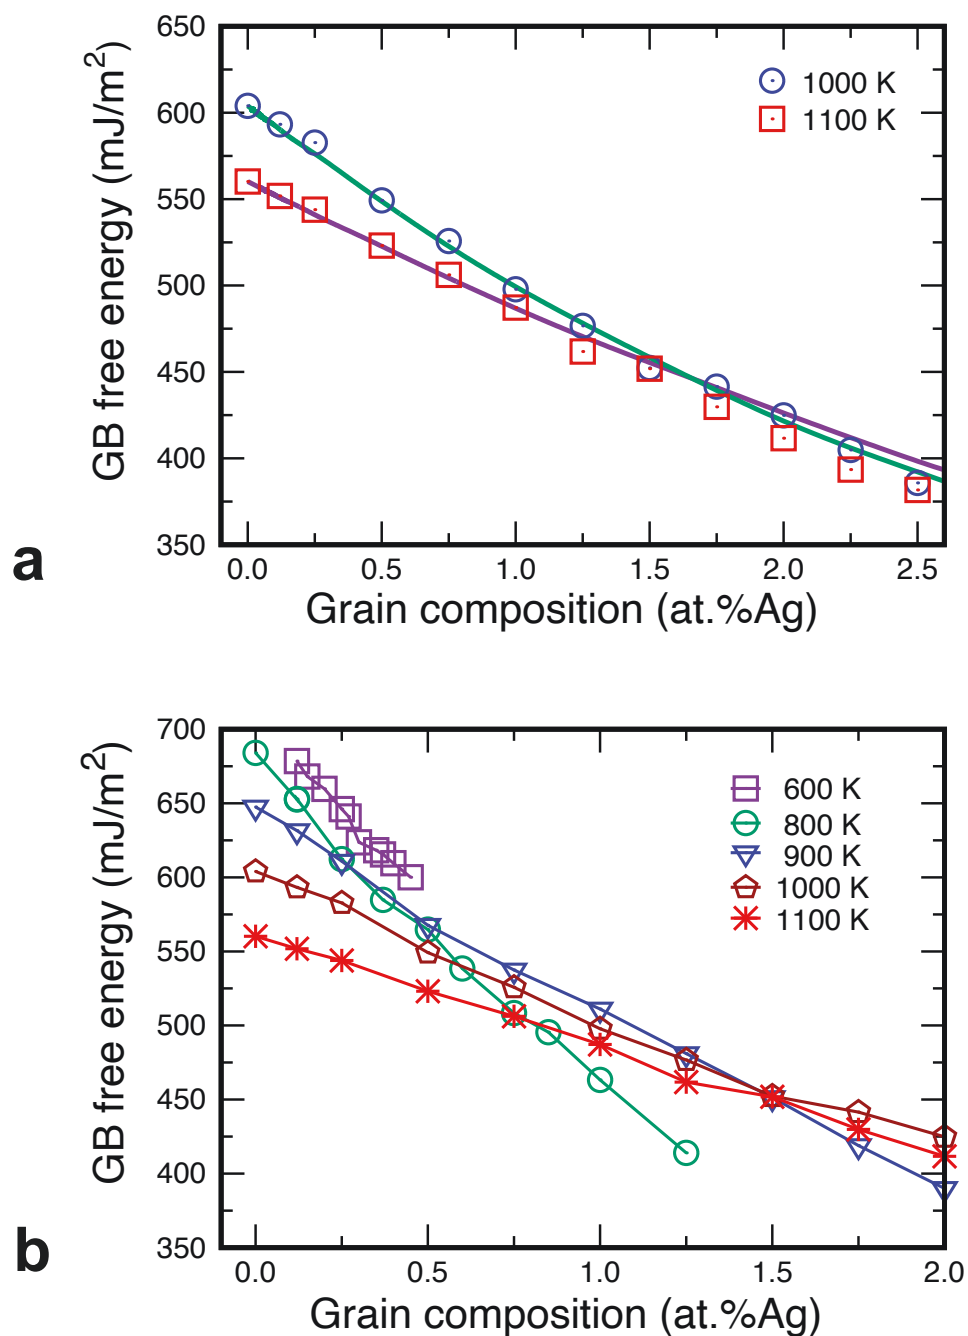 650
600
550
500
450
400
350
GB free energy (mJ/m²)
1000 K
1100 K
0.0 0.5 1.0 1.5 2.0 2.5
Grain composition (at.%Ag)
a
700
650
600
550
500
450
400
350
GB free energy (mJ/m²)
600 K
800 K
900 K
1000 K
1100 K
0.0 0.5 1.0 1.5 2.0
Grain composition (at.%Ag)
b